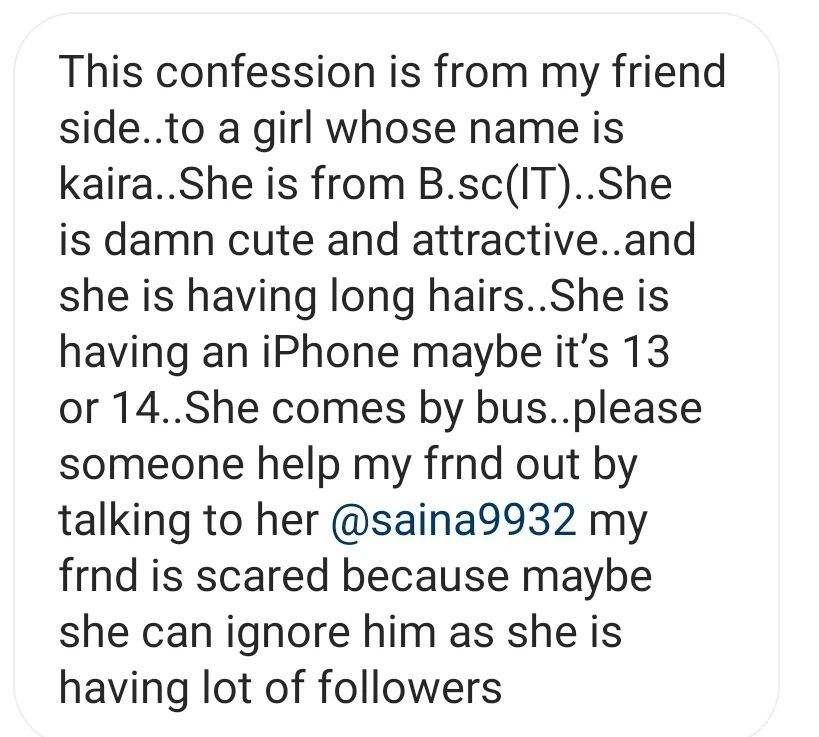 This confession is from my friend
side..to a girl whose name is
kaira..She is from B.sc(IT)..She
is damn cute and attractive..and
she is having long hairs..She is
having an iPhone maybe it’s 13
or 14..She comes by bus..please
someone help my frnd out by
talking to her @saina9932 my
frnd is scared because maybe
she can ignore him as she is
having lot of followers